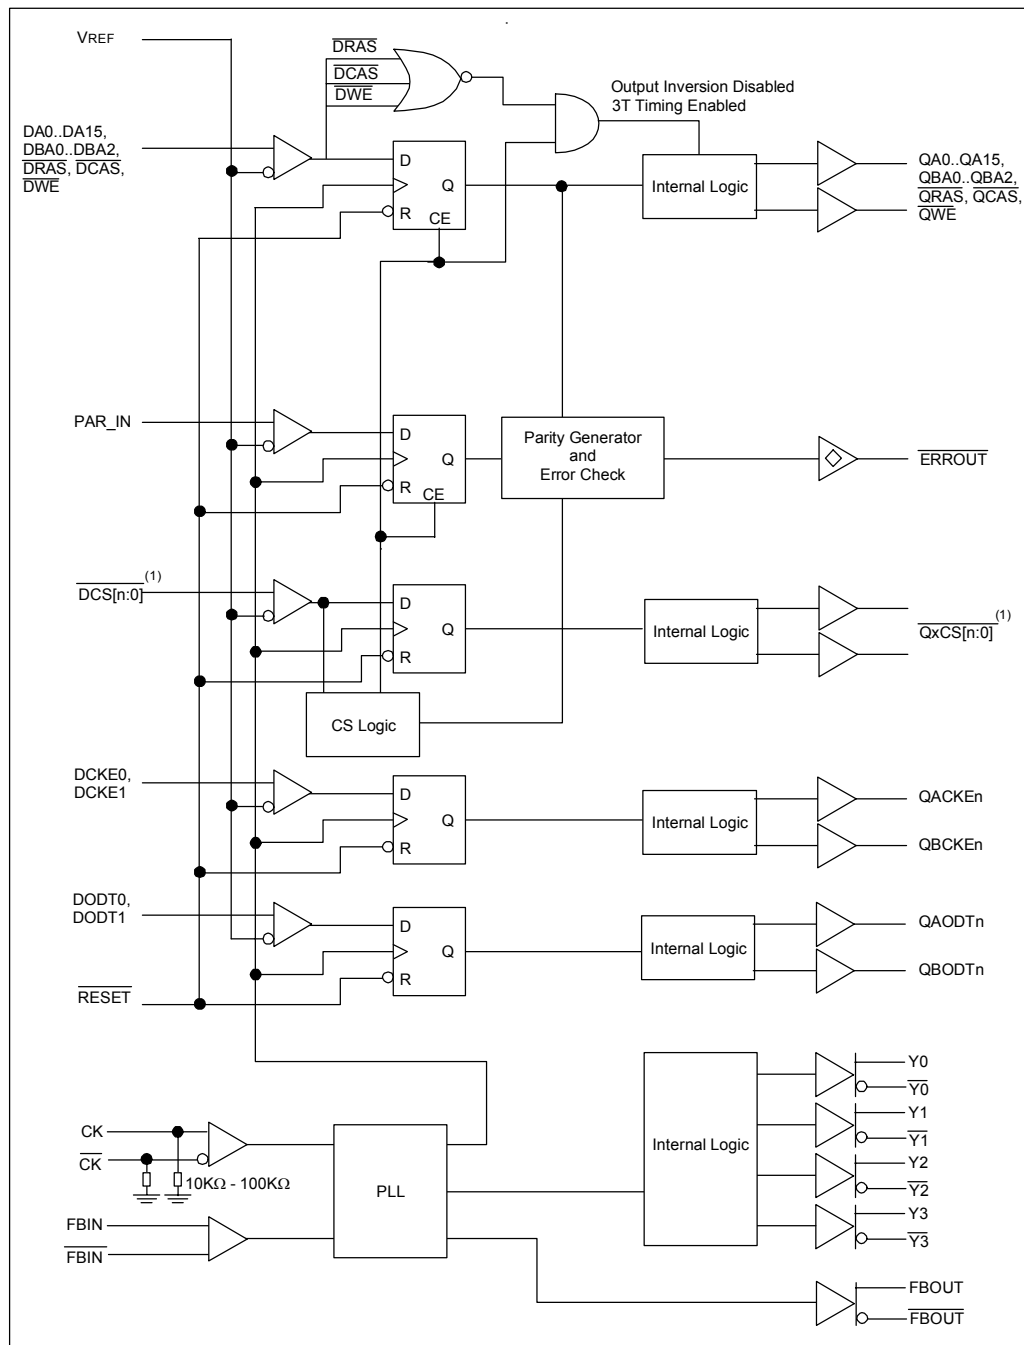 VREF
DRAS
DCAS
DWE
Output Inversion Disabled
3T Timing Enabled
DA0..DA15,
DBA0..DBA2,
DRAS, DCAS,
DWE
D
Q
R
CE
Internal Logic
QA0..QA15,
QBA0..QBA2,
QRAS, QCAS,
QWE
PAR_IN
D
Q
R
CE
Parity Generator
and
Error Check
ERROUT
DCS[n:0](1)
D
Q
R
Internal Logic
QxCS[n:0](1)
CS Logic
DCKE0,
DCKE1
D
Q
R
Internal Logic
QACKEn
QBCKEn
DODT0,
DODT1
D
Q
R
Internal Logic
QAODTn
QBODTn
RESET
CK
CK
10KΩ - 100KΩ
FBIN
FBIN
PLL
Internal Logic
Y0
Y0
Y1
Y1
Y2
Y2
Y3
Y3
FBOUT
FBOUT